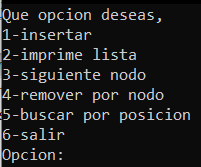 Que opcion deseas,
1-insertar
2-imprime lista
3-siguiente nodo
4-remover por nodo
5-buscar por posicion
6-salir
Opcion: